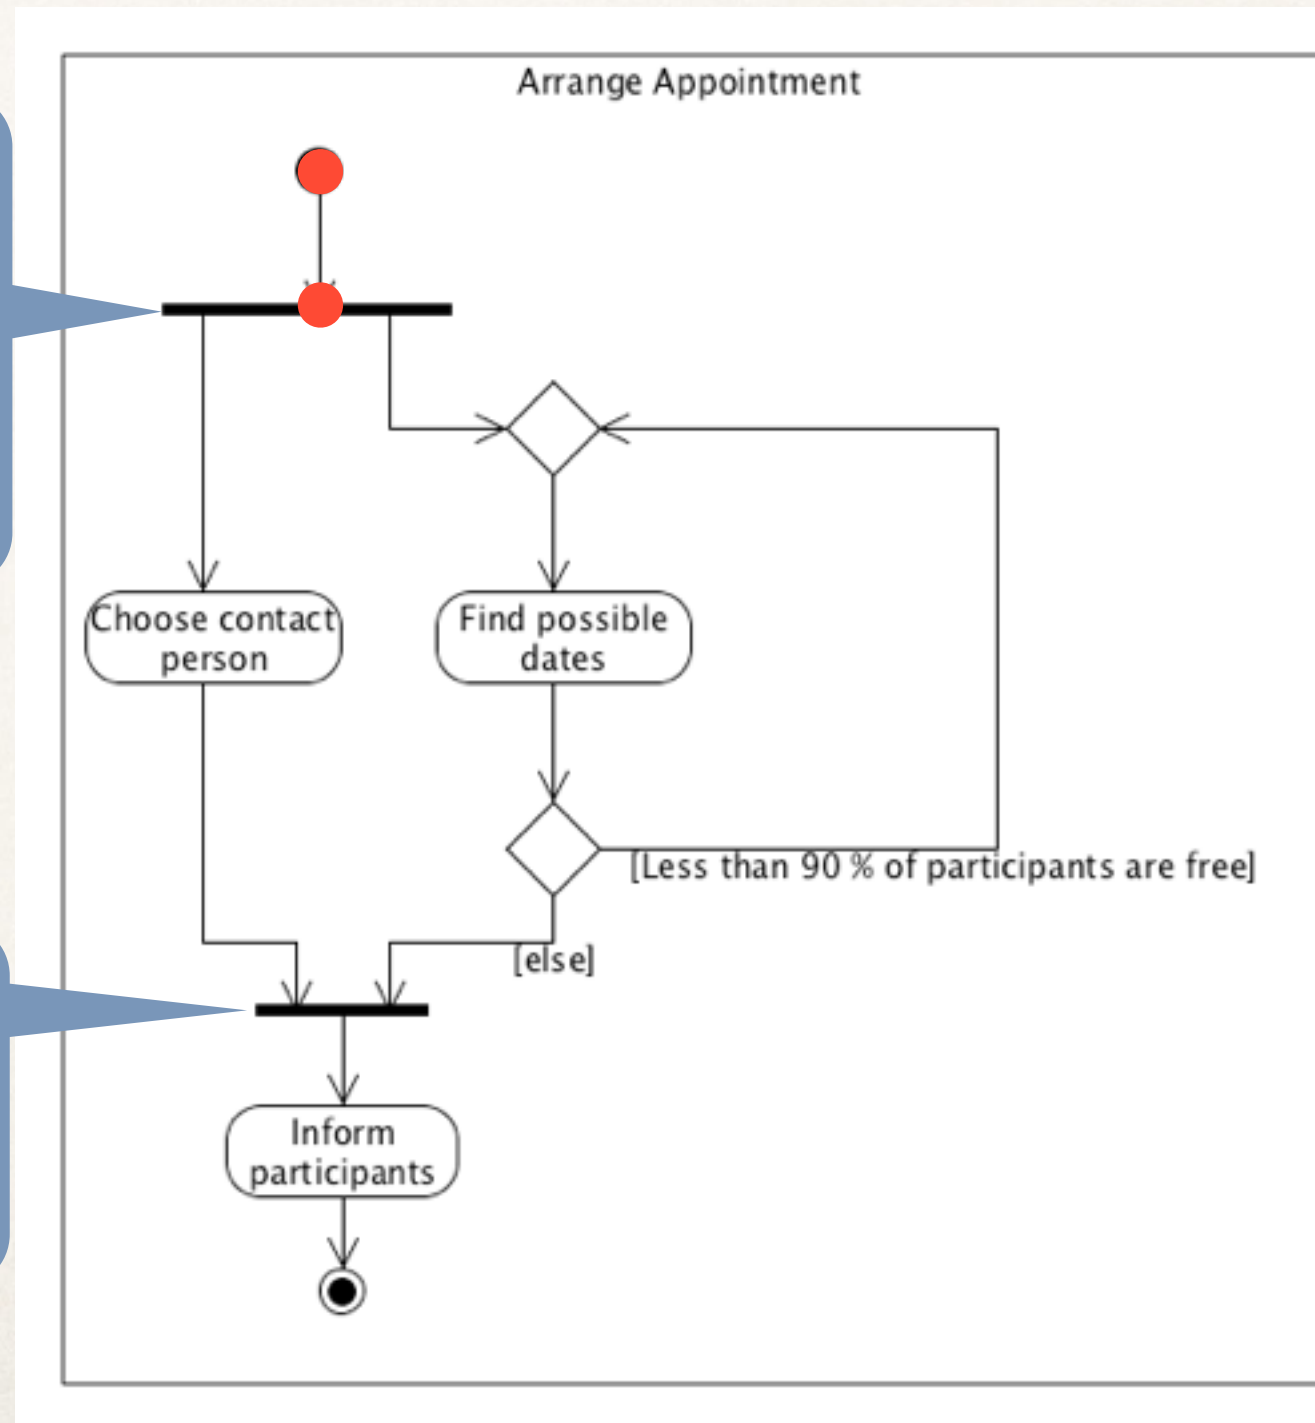 Arrange Appointment
Choose contact
person
Find possible
dates
[Less than 90 % of participants are free]
[else]
Inform
participants